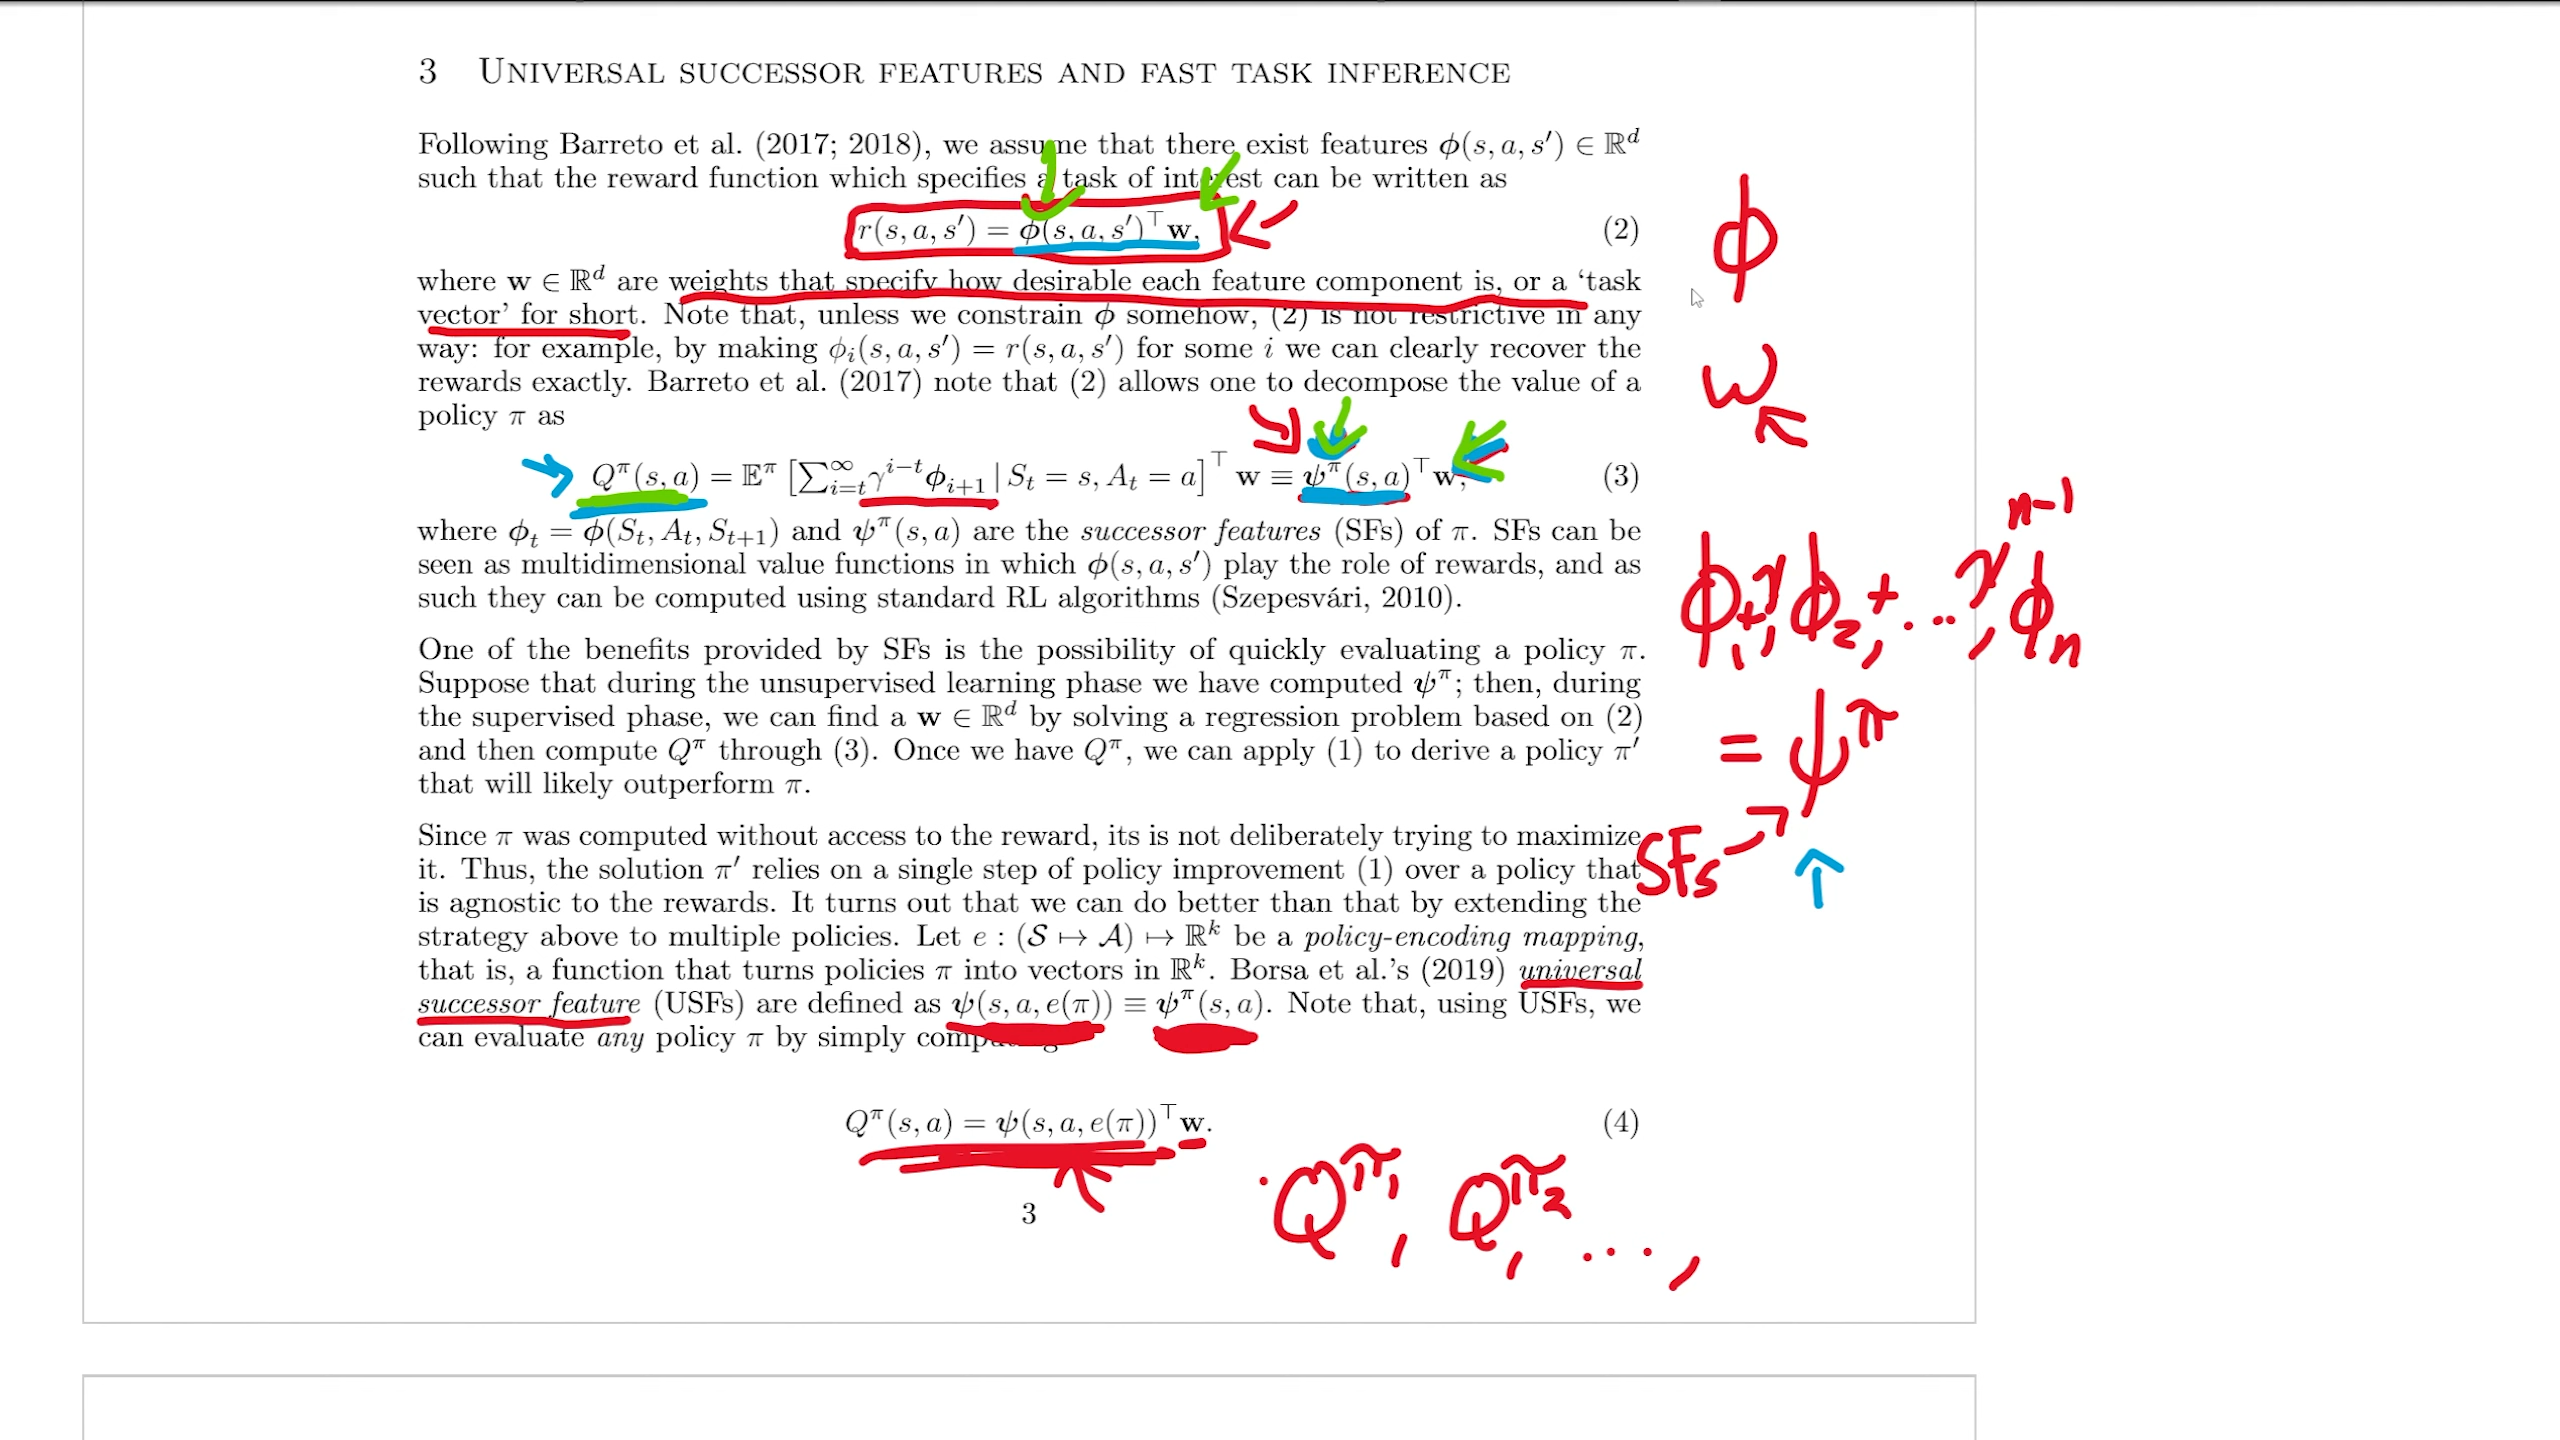 3 UNIVERSAL SUCCESSOR FEATURES AND FAST TASK INFERENCE
Following Barreto et al. (2017; 2018), we assume that there exist features ϕ(s, a, s′) ∈ ℝᵈ
such that the reward function which specifies a task of interest can be written as
r(s, a, s′) = ϕ(s, a, s′)⊤w, (2)
where w ∈ ℝᵈ are weights that specify how desirable each feature component is, or a ‘task
vector’ for short. Note that, unless we constrain ϕ somehow, (2) is not restrictive in any
way: for example, by making ϕᵢ(s, a, s′) = r(s, a, s′) for some i we can clearly recover the
rewards exactly. Barreto et al. (2017) note that (2) allows one to decompose the value of a
policy π as
Q^π(s, a) = 𝔼^π [∑_{i=t}^∞ γ^{i−t} ϕ_{i+1} | S_t = s, A_t = a]⊤ w ≡ ψ^π(s, a)⊤w, (3)
where ϕ_t = ϕ(S_t, A_t, S_{t+1}) and ψ^π(s, a) are the successor features (SFs) of π. SFs can be
seen as multidimensional value functions in which ϕ(s, a, s′) play the role of rewards, and as
such they can be computed using standard RL algorithms (Szepesvári, 2010).
One of the benefits provided by SFs is the possibility of quickly evaluating a policy π.
Suppose that during the unsupervised learning phase we have computed ψ^π; then, during
the supervised phase, we can find a w ∈ ℝᵈ by solving a regression problem based on (2)
and then compute Q^π through (3). Once we have Q^π, we can apply (1) to derive a policy π′
that will likely outperform π.
Since π was computed without access to the reward, its is not deliberately trying to maximize
it. Thus, the solution π′ relies on a single step of policy improvement (1) over a policy that
is agnostic to the rewards. It turns out that we can do better than that by extending the
strategy above to multiple policies. Let e : (𝒮 ↦ 𝒜) ↦ ℝᵏ be a policy-encoding mapping,
that is, a function that turns policies π into vectors in ℝᵏ. Borsa et al.’s (2019) universal
successor feature (USFs) are defined as ψ(s, a, e(π)) ≡ ψ^π(s, a). Note that, using USFs, we
can evaluate any policy π by simply computing
Q^π(s, a) = ψ(s, a, e(π))⊤w. (4)
3
ϕ
w
ϕ₁ + γϕ₂ + ... γ^{n-1} ϕₙ
= ψ^π
SFs
Q^{π₁}, Q^{π₂}, ...,